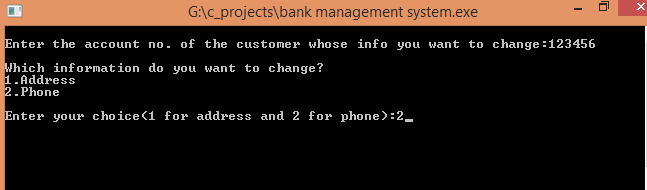 G:\c_projects\bank management system.exe
Enter the account no. of the customer whose info you want to change:123456
Which information do you want to change?
1.Address
2.Phone
Enter your choice(1 for address and 2 for phone):2_